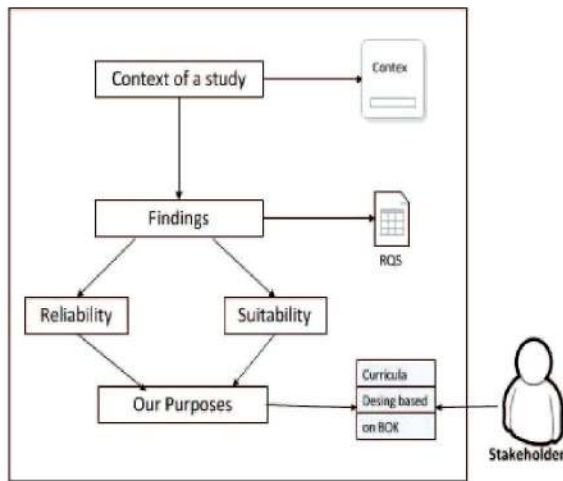 Context of a study
Contex
Findings
RQS
Reliability
Suitability
Our Purposes
Curricula
Desing based
on BOK
Stakeholder